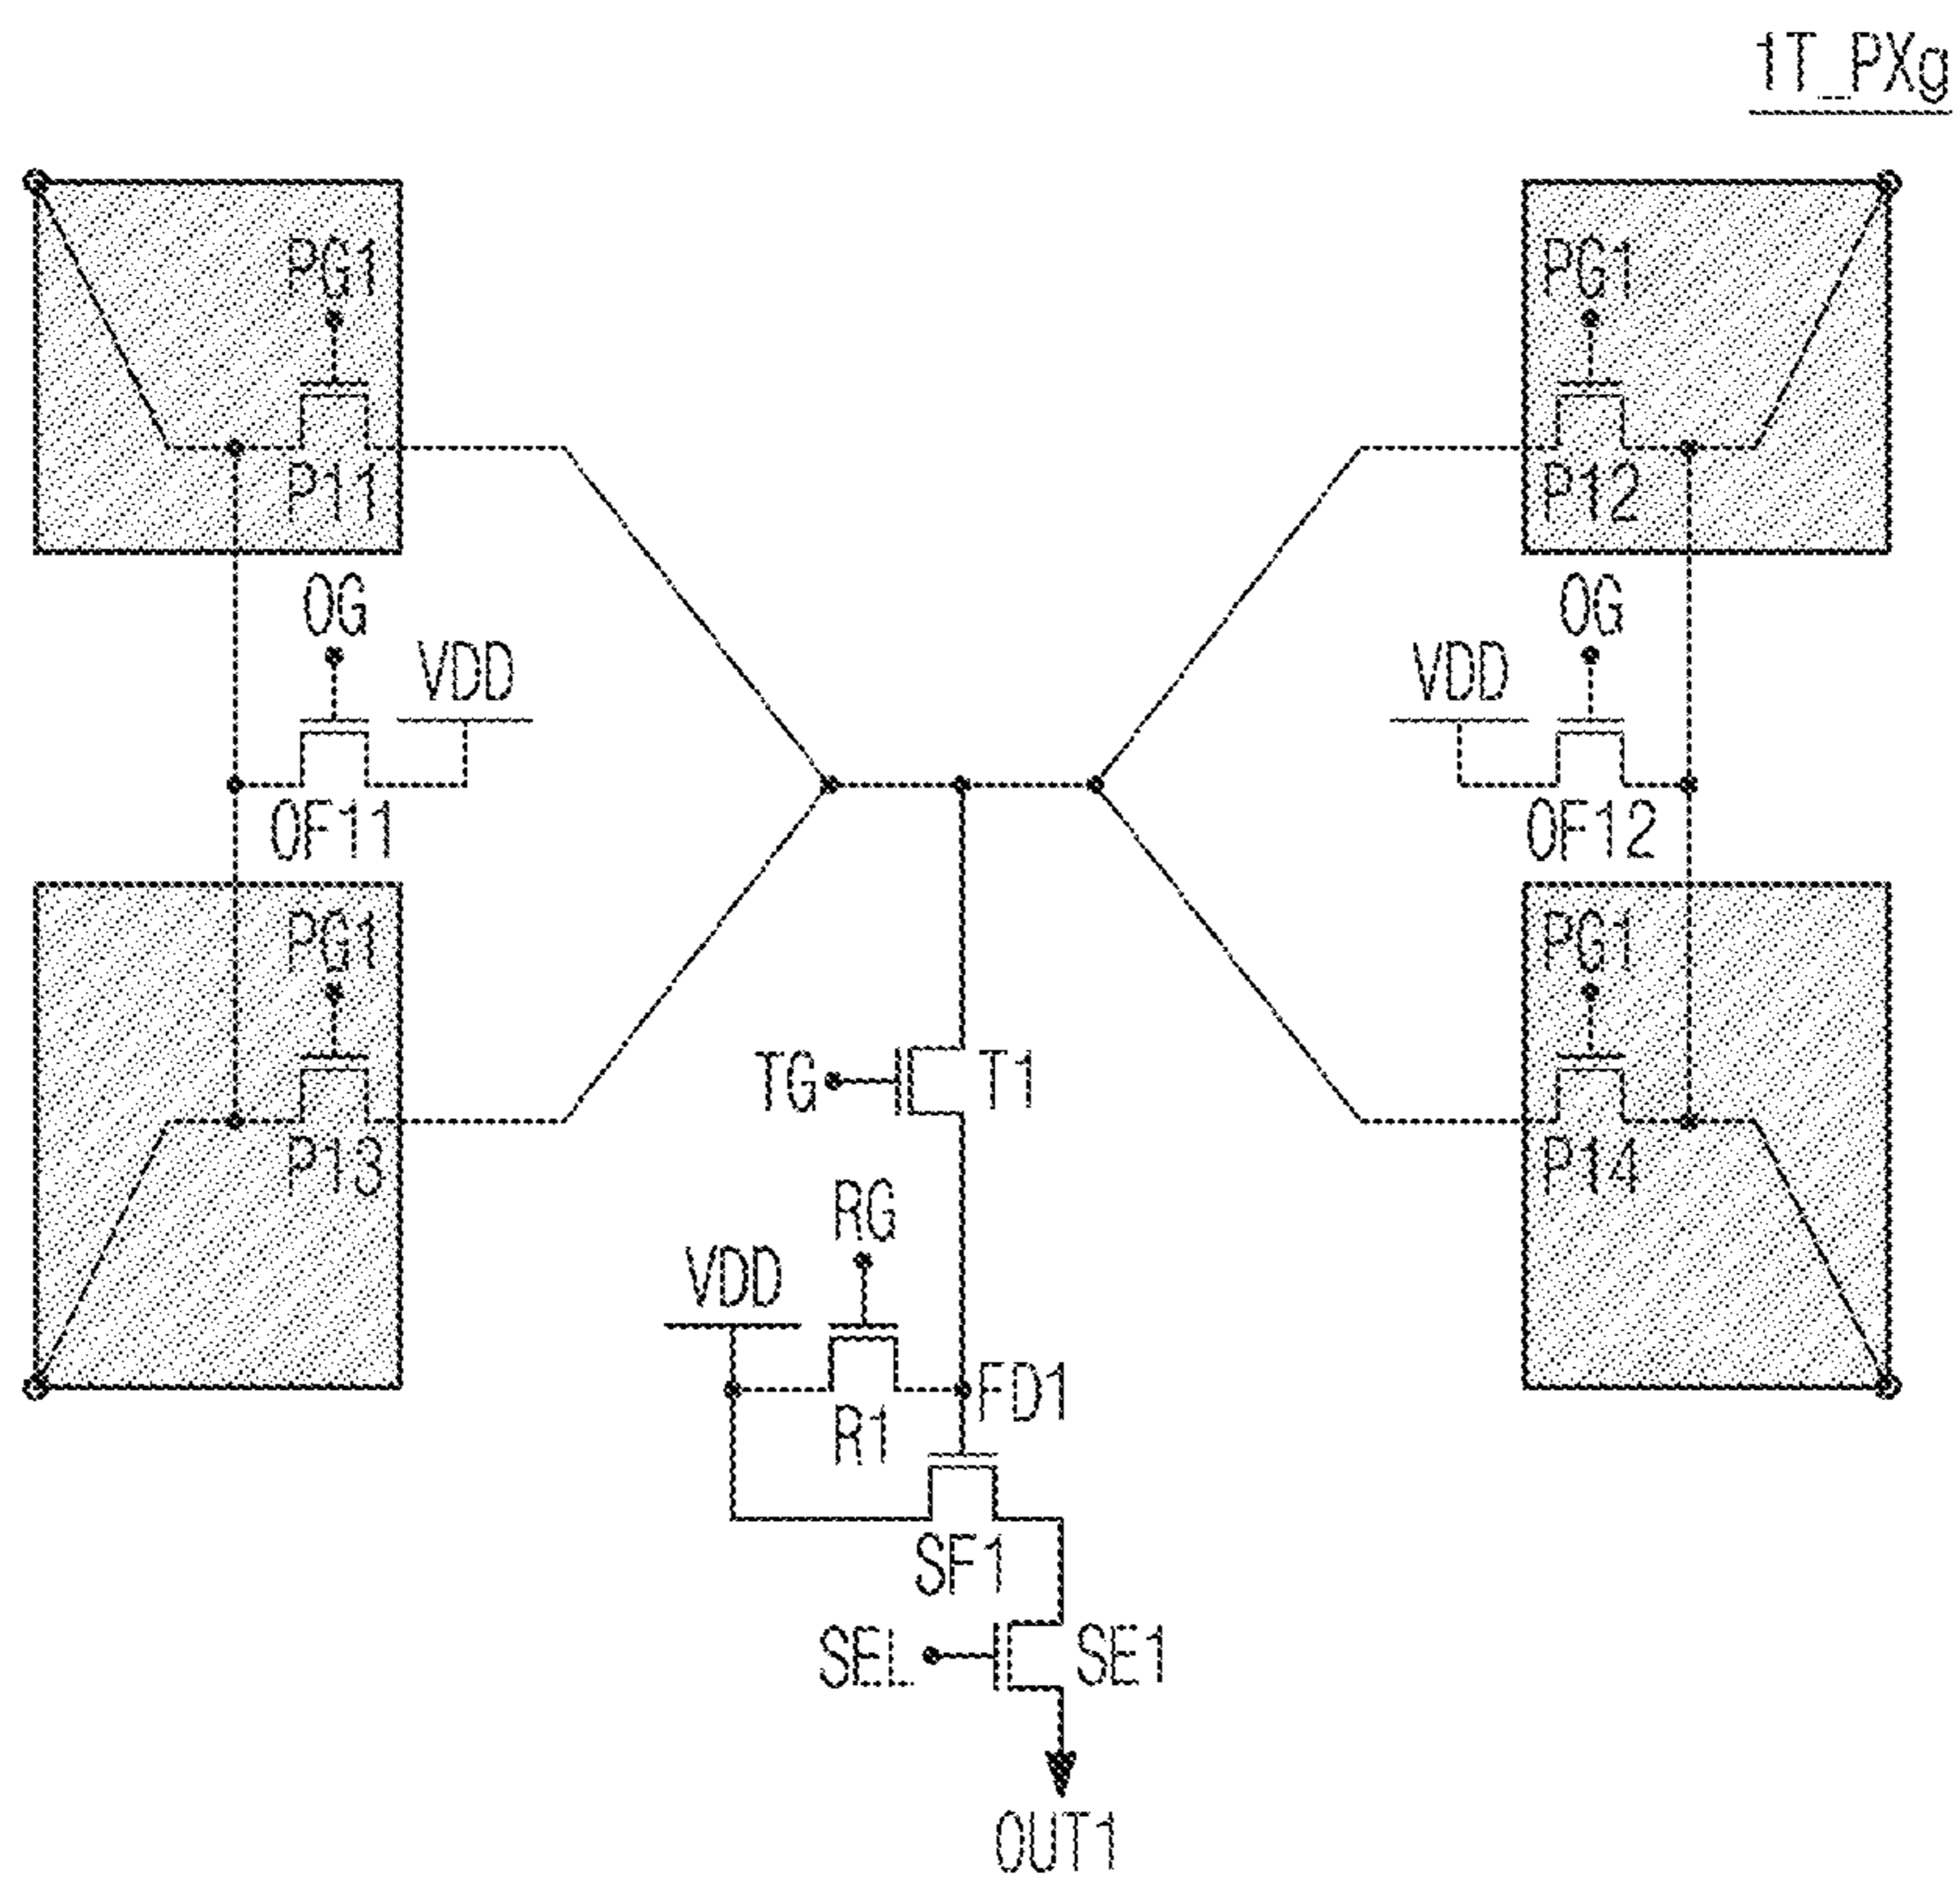 1T_PXg
PG1
PG1
P11
P12
OG
OG
VDD
VDD
OF11
OF12
PG1
PG1
TG
T1
P13
P14
RG
VDD
FD1
R1
SF1
SEL
SE1
OUT1